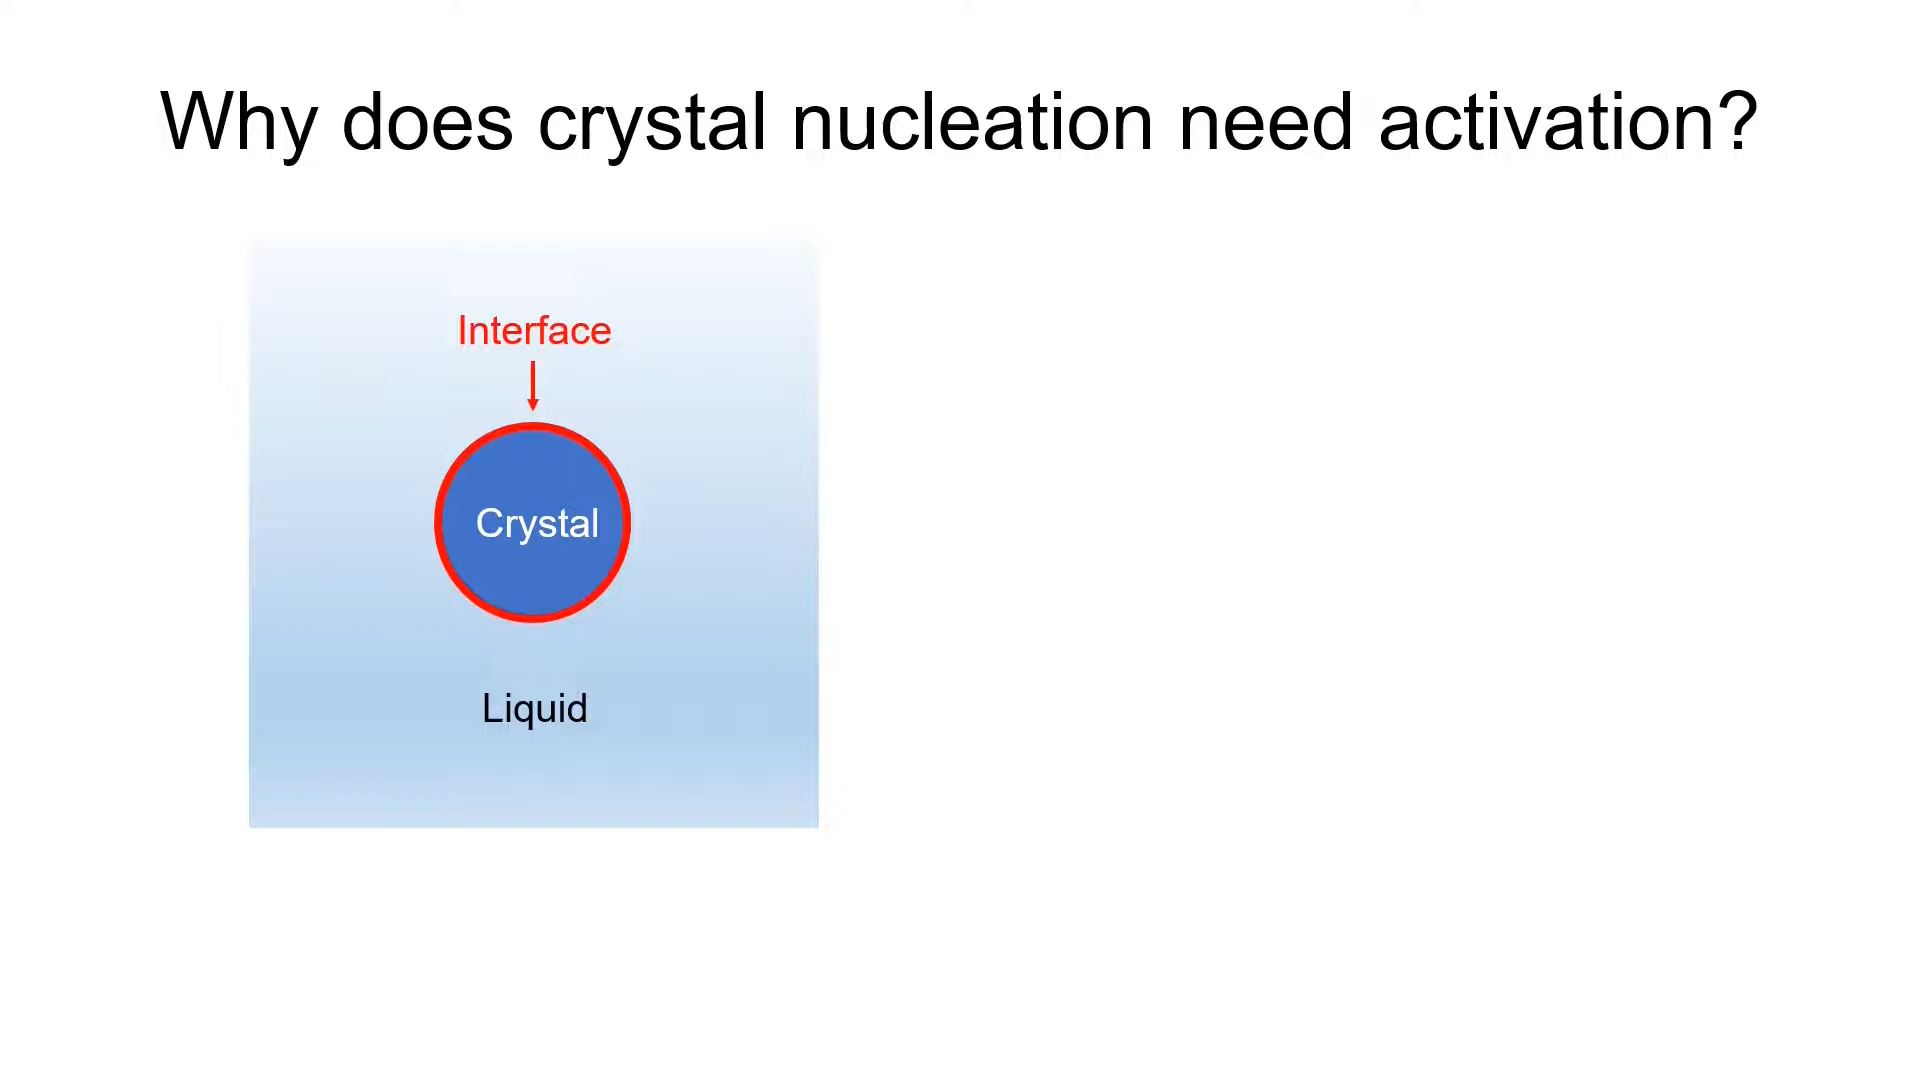 Why does crystal nucleation need activation?
Interface
Crystal
Liquid